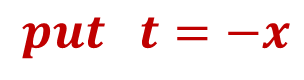 put t = −x